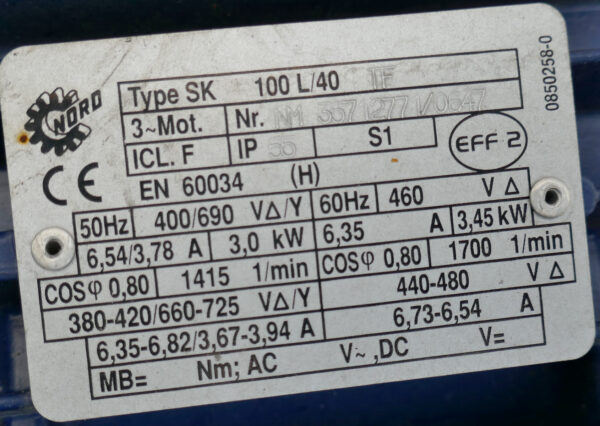 NORD
Type SK 100 L/40 TF
3~Mot. Nr.
ICL. F IP 55 S1
EFF 2
CE EN 60034 (H)
50Hz 400/690 VΔ/Y 60Hz 460 V Δ
6,54/3,78 A 3,0 kW 6,35 A 3,45 kW
COSφ 0,80 1415 1/min COSφ 0,80 1700 1/min
380-420/660-725 VΔ/Y 440-480 V Δ
6,35-6,82/3,67-3,94 A 6,73-6,54 A
MB= Nm; AC V~ ,DC V=
0850258-0